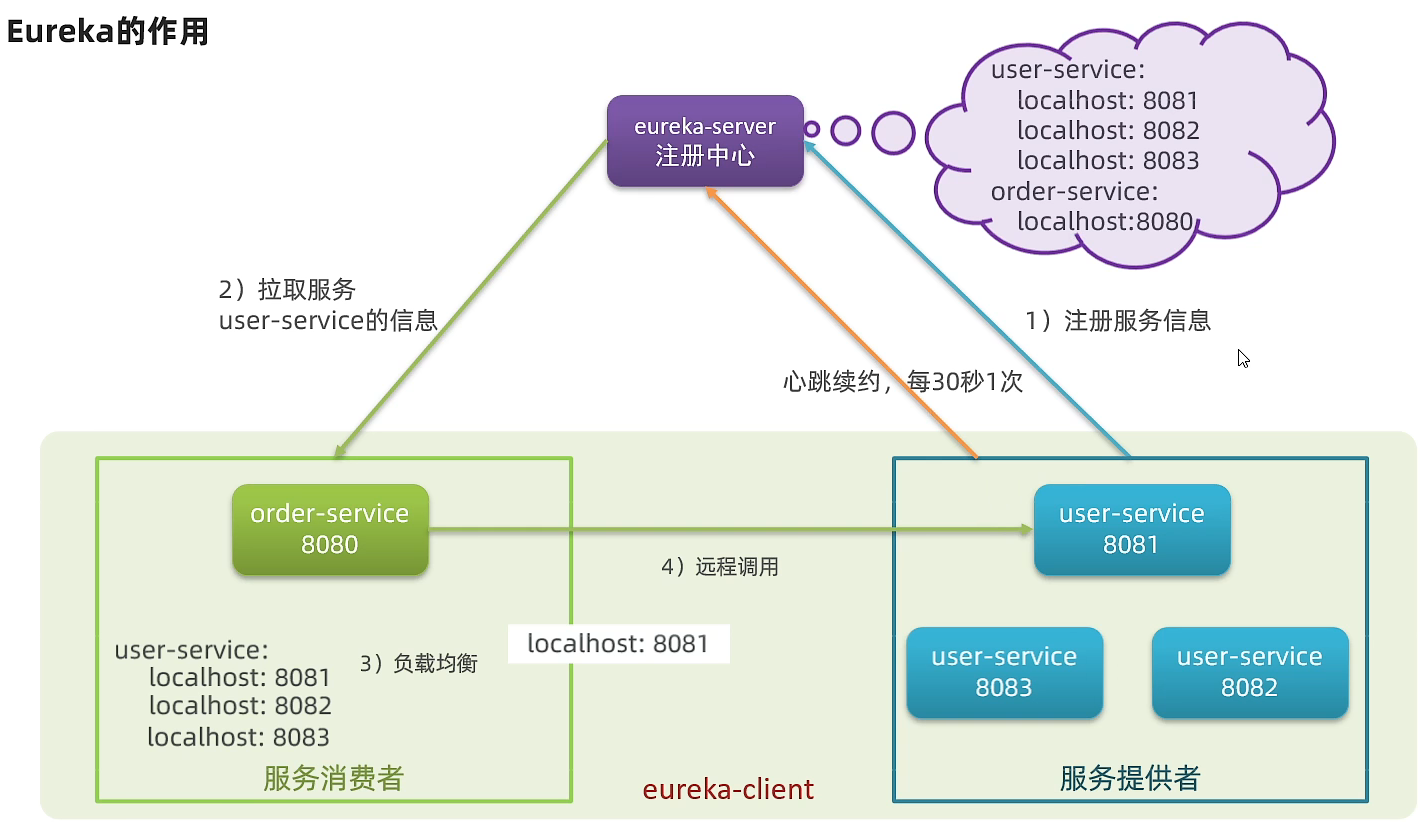 Eureka的作用
eureka-server
注册中心
user-service:
localhost: 8081
localhost: 8082
localhost: 8083
order-service:
localhost:8080
2）拉取服务
user-service的信息
1）注册服务信息
心跳续约，每30秒1次
order-service
8080
user-service
8081
4）远程调用
user-service:
localhost: 8081
localhost: 8082
localhost: 8083
3）负载均衡
localhost: 8081
user-service
8083
user-service
8082
服务消费者
eureka-client
服务提供者